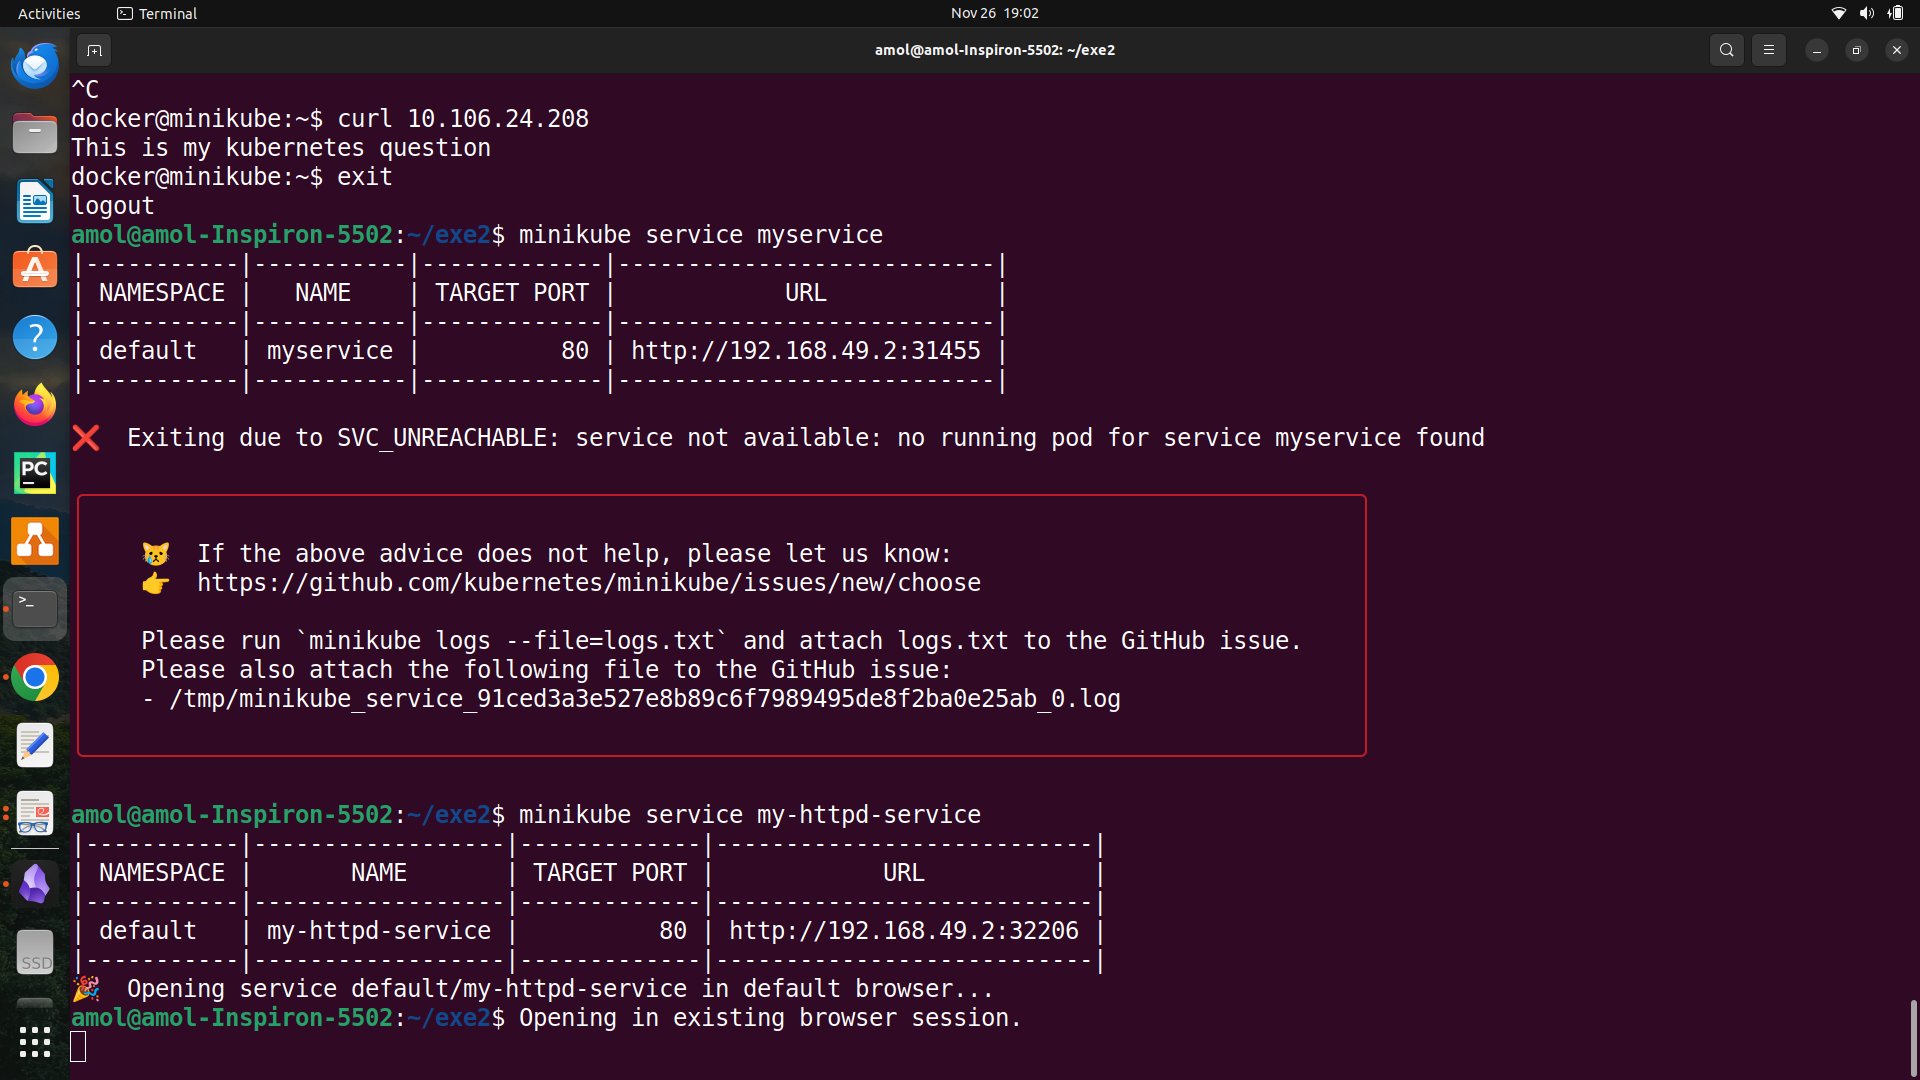 Activities
Terminal
Nov 26 19:02
amol@amol-Inspiron-5502: ~/exe2
^C
docker@minikube:~$ curl 10.106.24.208
This is my kubernetes question
docker@minikube:~$ exit
logout
amol@amol-Inspiron-5502:~/exe2$ minikube service myservice
|-----------|-----------|-------------|---------------------------|
| NAMESPACE |   NAME    | TARGET PORT |            URL            |
|-----------|-----------|-------------|---------------------------|
| default   | myservice |          80 | http://192.168.49.2:31455 |
|-----------|-----------|-------------|---------------------------|
❌  Exiting due to SVC_UNREACHABLE: service not available: no running pod for service myservice found
😿  If the above advice does not help, please let us know:
👉  https://github.com/kubernetes/minikube/issues/new/choose
Please run `minikube logs --file=logs.txt` and attach logs.txt to the GitHub issue.
Please also attach the following file to the GitHub issue:
- /tmp/minikube_service_91ced3a3e527e8b89c6f7989495de8f2ba0e25ab_0.log
amol@amol-Inspiron-5502:~/exe2$ minikube service my-httpd-service
|-----------|------------------|-------------|---------------------------|
| NAMESPACE |       NAME       | TARGET PORT |            URL            |
|-----------|------------------|-------------|---------------------------|
| default   | my-httpd-service |          80 | http://192.168.49.2:32206 |
|-----------|------------------|-------------|---------------------------|
🎉  Opening service default/my-httpd-service in default browser...
amol@amol-Inspiron-5502:~/exe2$ Opening in existing browser session.
PC
SSD